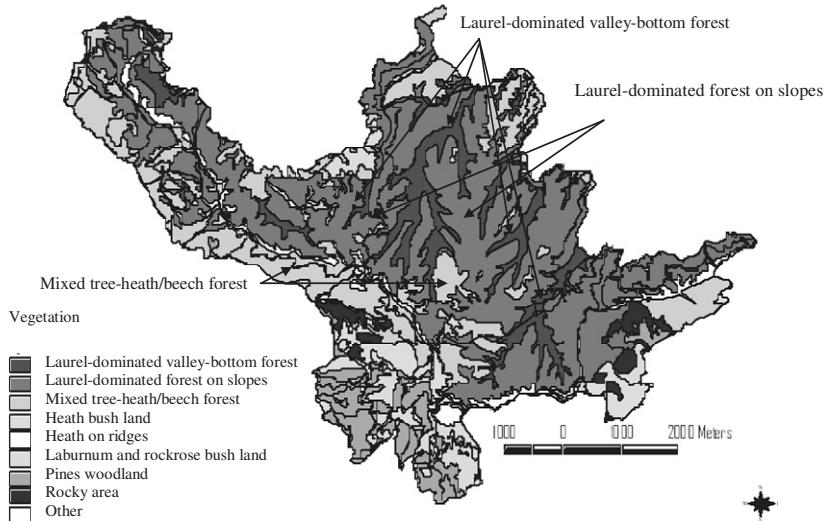 Laurel-dominated valley-bottom forest
Laurel-dominated forest on slopes
Mixed tree-heath/beech forest
Vegetation
Laurel-dominated valley-bottom forest
Laurel-dominated forest on slopes
Mixed tree-heath/beech forest
Heath bush land
Heath on ridges
Laburnum and rockrose bush land
Pines woodland
Rocky area
Other
1000 0 1000 2000 Meters